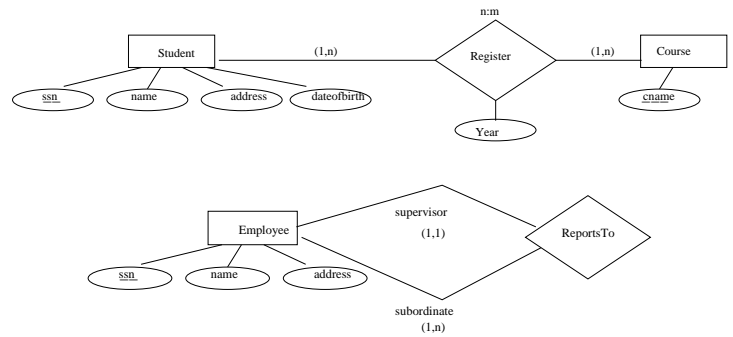 n:m
Student
(1,n)
Register
(1,n)
Course
ssn
name
address
dateofbirth
cname
Year
supervisor
(1,1)
Employee
ReportsTo
ssn
name
address
subordinate
(1,n)